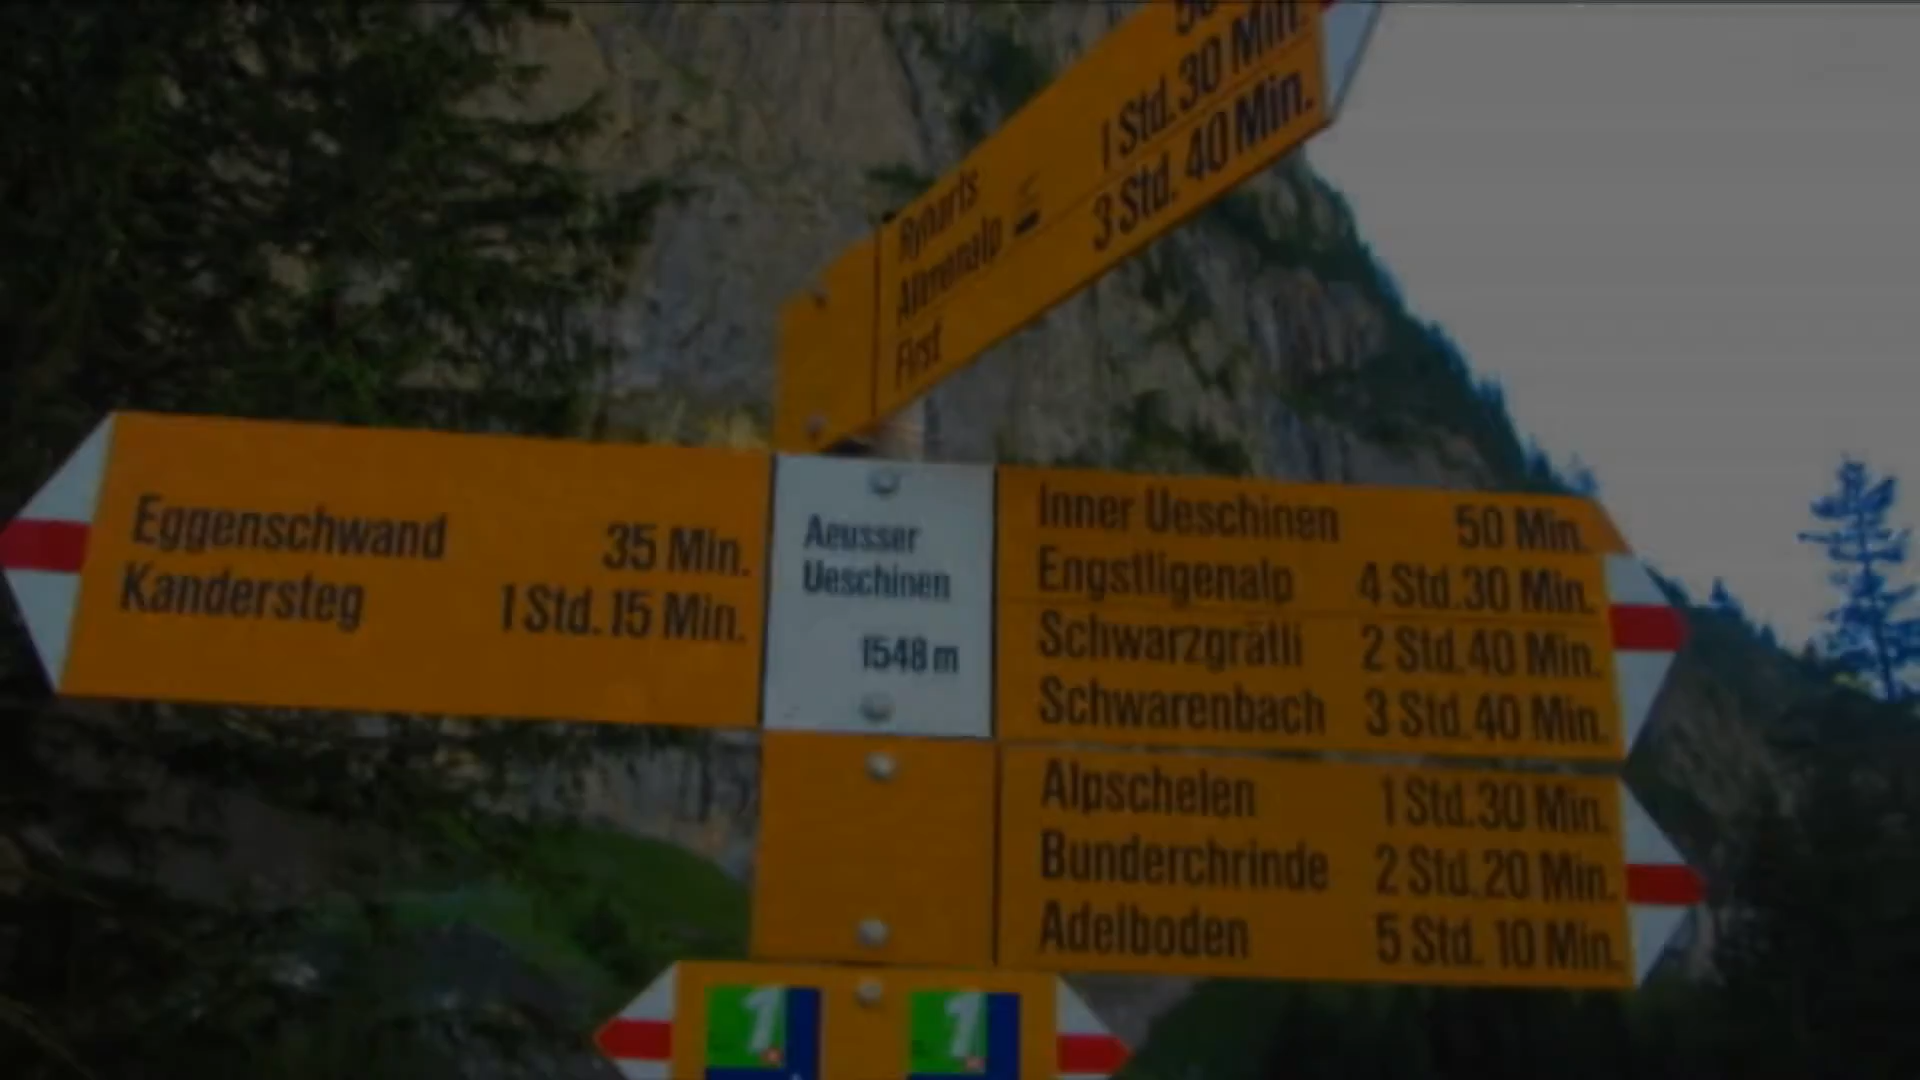 1 Std. 30 Min.
3 Std. 40 Min.
First
Eggenschwand 35 Min.
Kandersteg 1 Std. 15 Min.
Aeusser
Ueschinen
1548 m
Inner Ueschinen 50 Min.
Engstligenalp 4 Std. 30 Min.
Schwarzgrätli 2 Std. 40 Min.
Schwarenbach 3 Std. 40 Min.
Alpschelen 1 Std. 30 Min.
Bunderchrinde 2 Std. 20 Min.
Adelboden 5 Std. 10 Min.
1 1